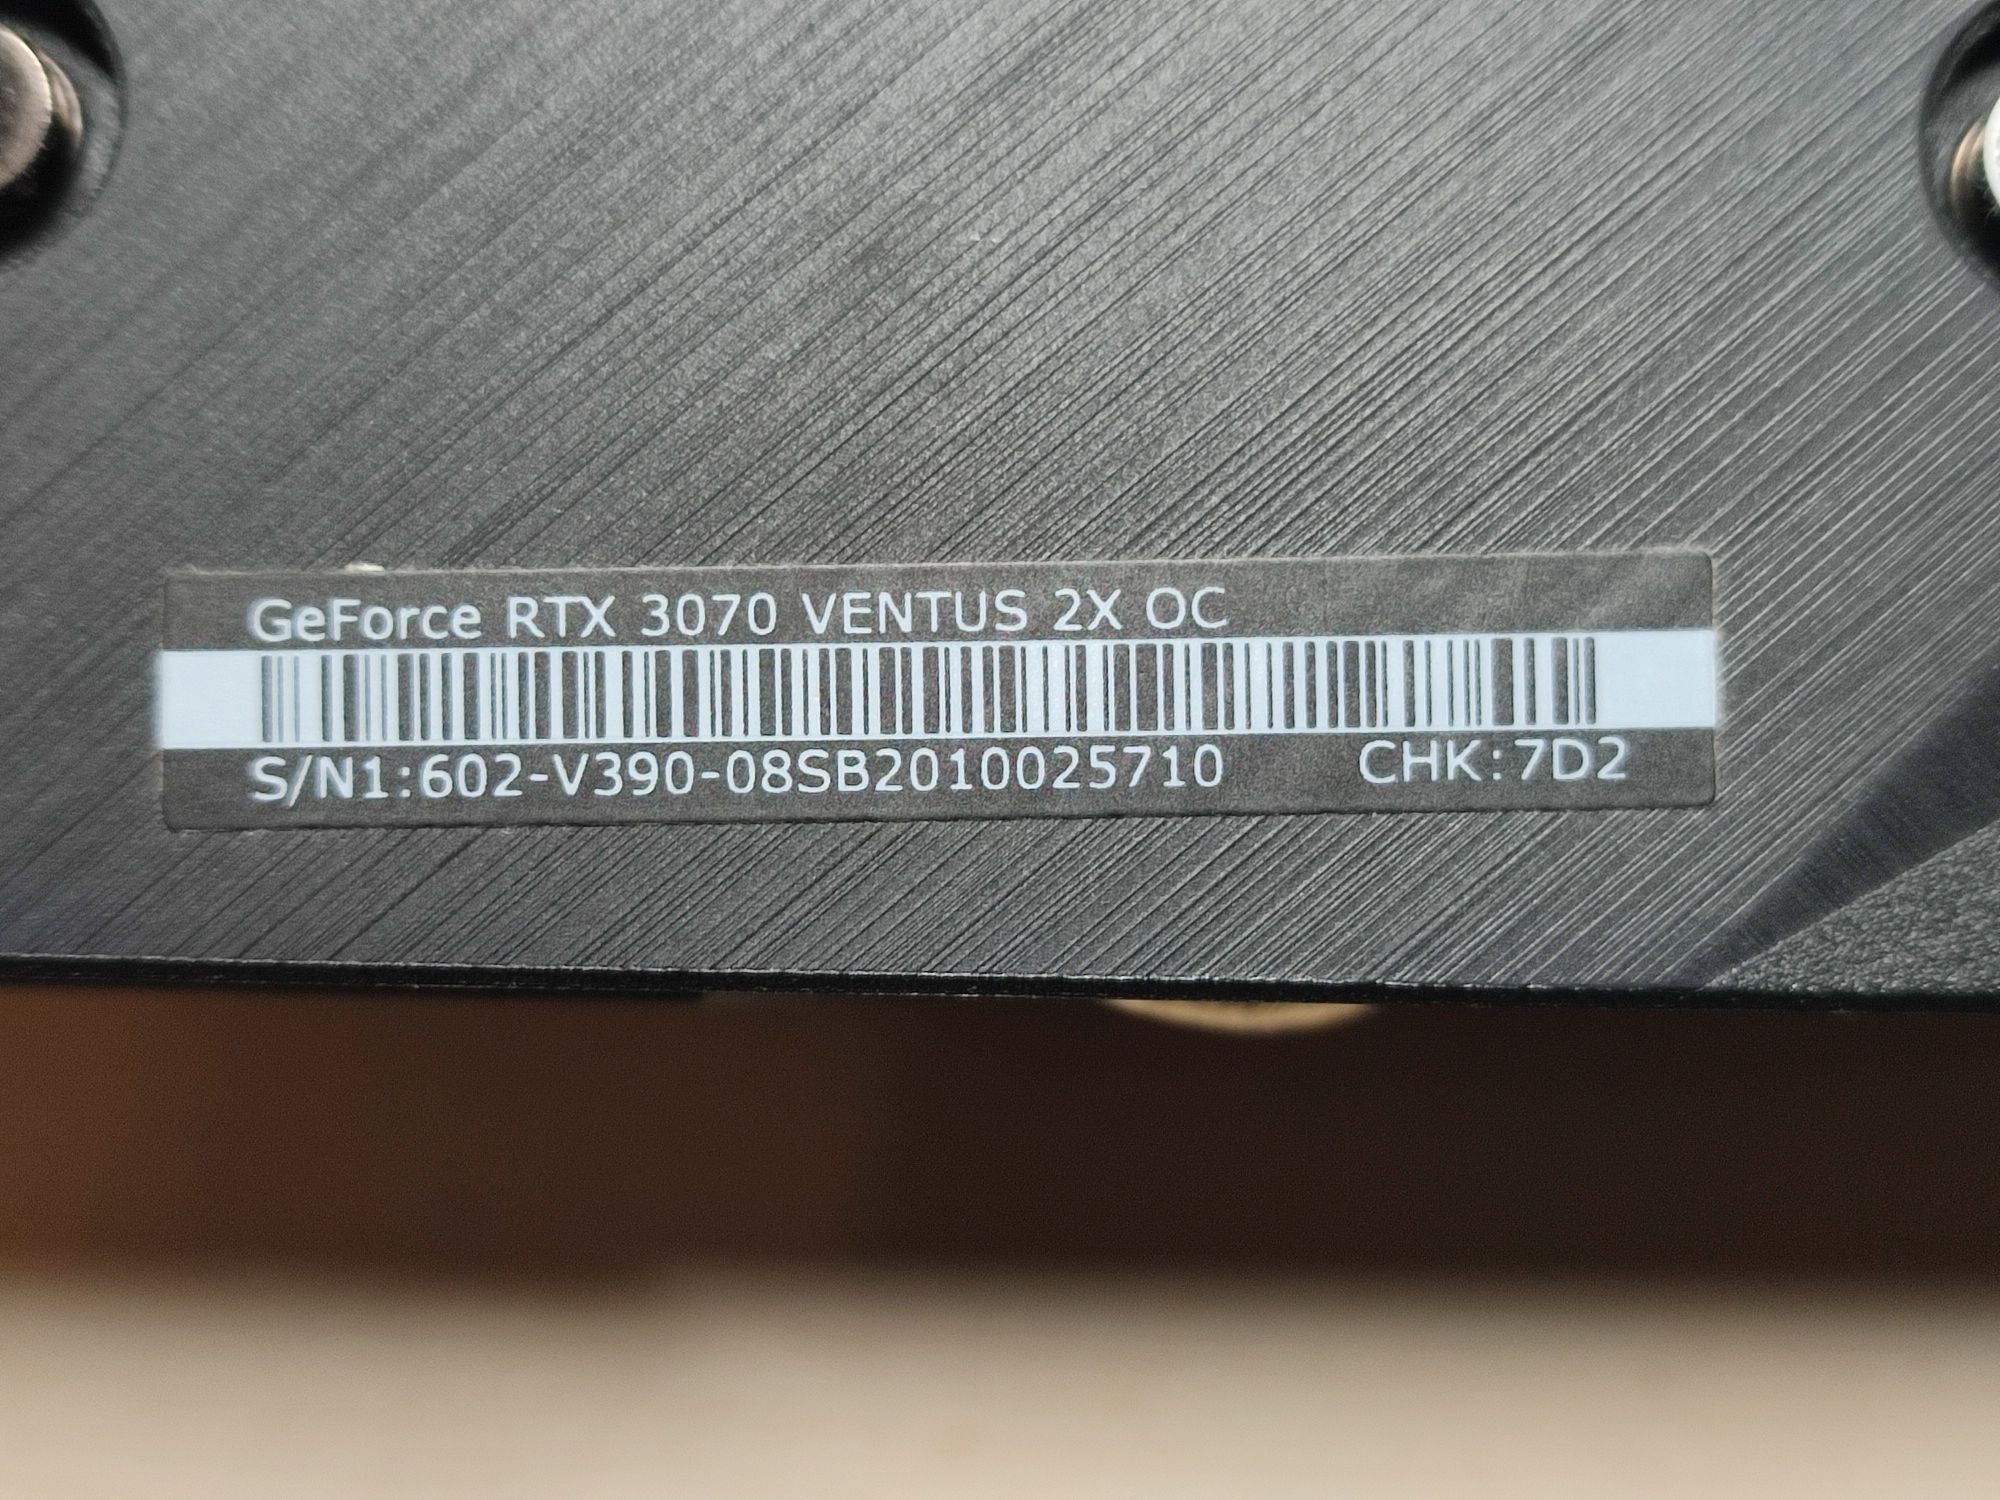 GeForce RTX 3070 VENTUS 2X OC
S/N1:602-V390-08SB2010025710 CHK:7D2